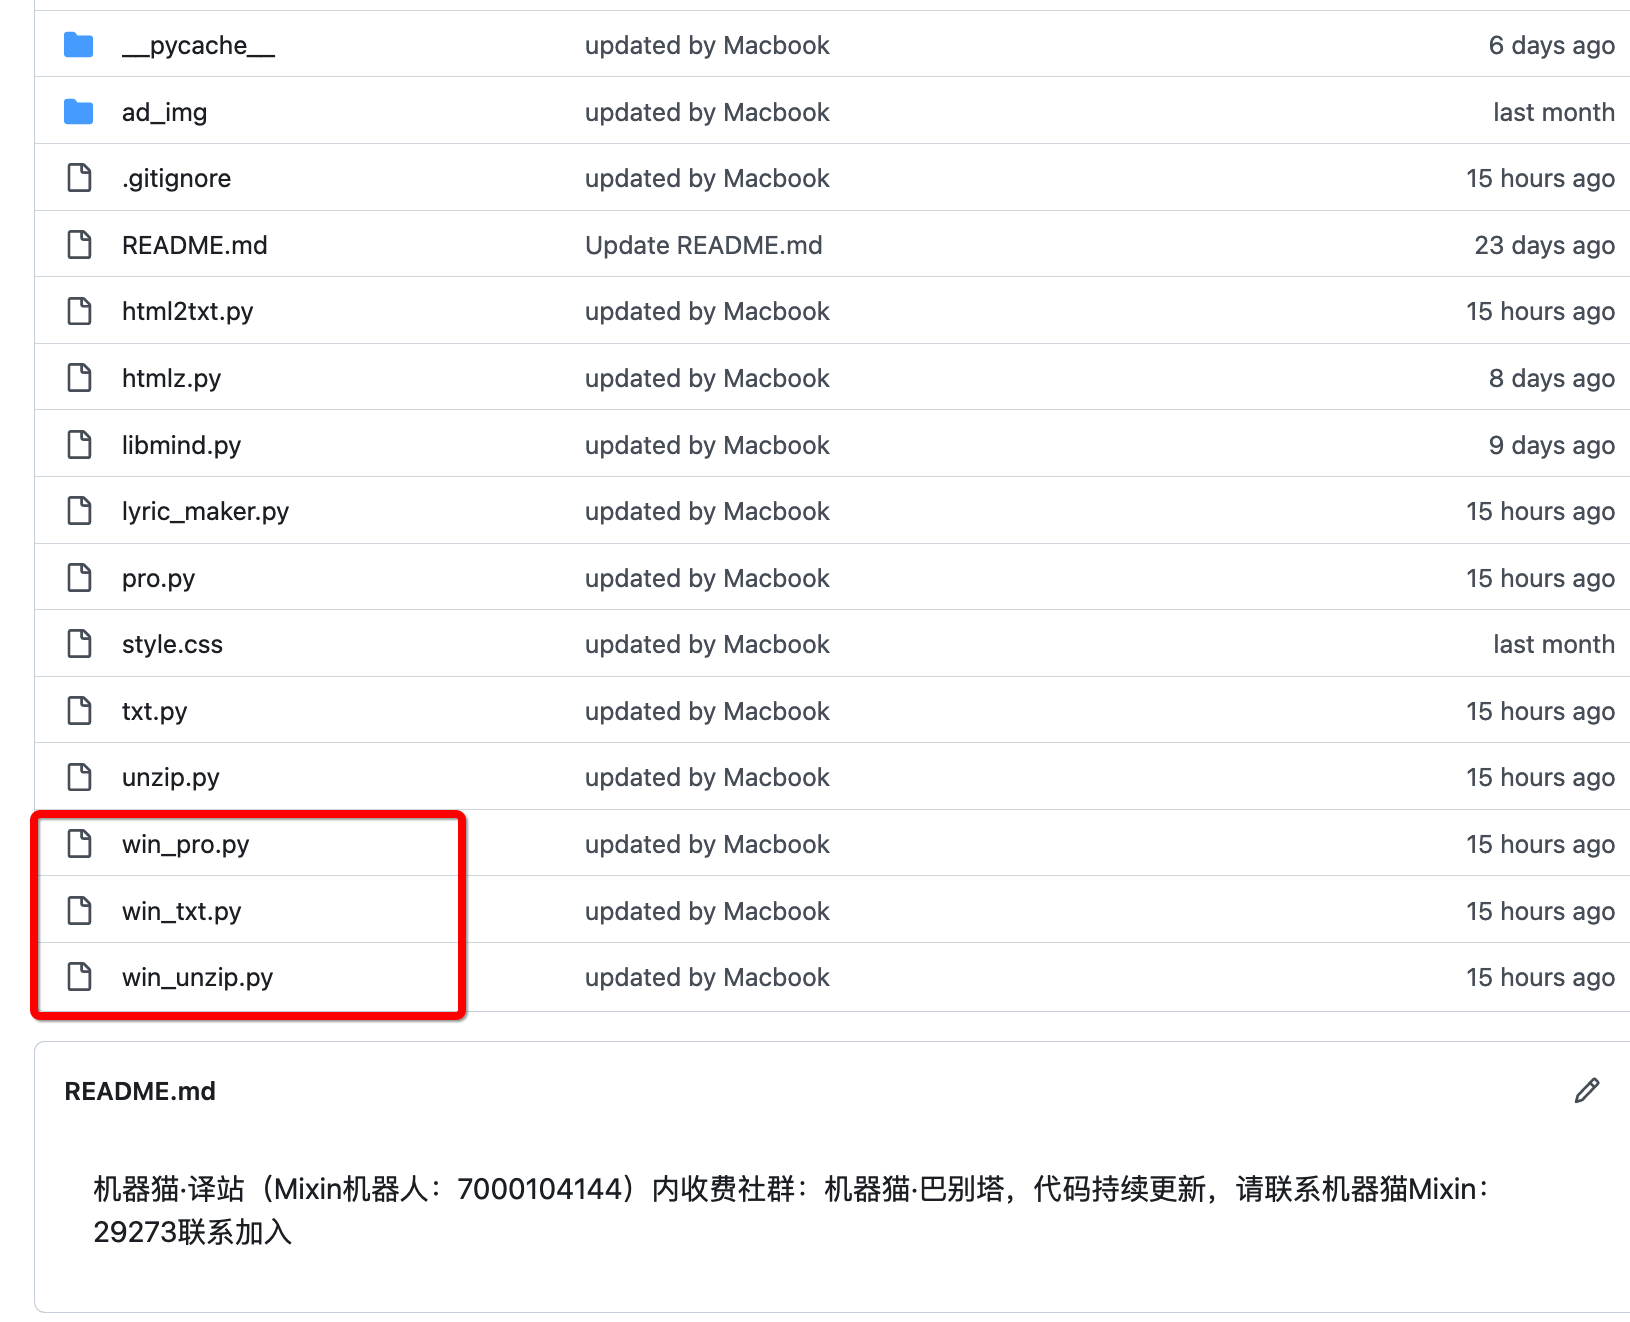 __pycache__ updated by Macbook 6 days ago
ad_img updated by Macbook last month
.gitignore updated by Macbook 15 hours ago
README.md Update README.md 23 days ago
html2txt.py updated by Macbook 15 hours ago
htmlz.py updated by Macbook 8 days ago
libmind.py updated by Macbook 9 days ago
lyric_maker.py updated by Macbook 15 hours ago
pro.py updated by Macbook 15 hours ago
style.css updated by Macbook last month
txt.py updated by Macbook 15 hours ago
unzip.py updated by Macbook 15 hours ago
win_pro.py updated by Macbook 15 hours ago
win_txt.py updated by Macbook 15 hours ago
win_unzip.py updated by Macbook 15 hours ago
README.md
机器猫·译站（Mixin机器人：7000104144）内收费社群：机器猫·巴别塔，代码持续更新，请联系机器猫Mixin：
29273联系加入